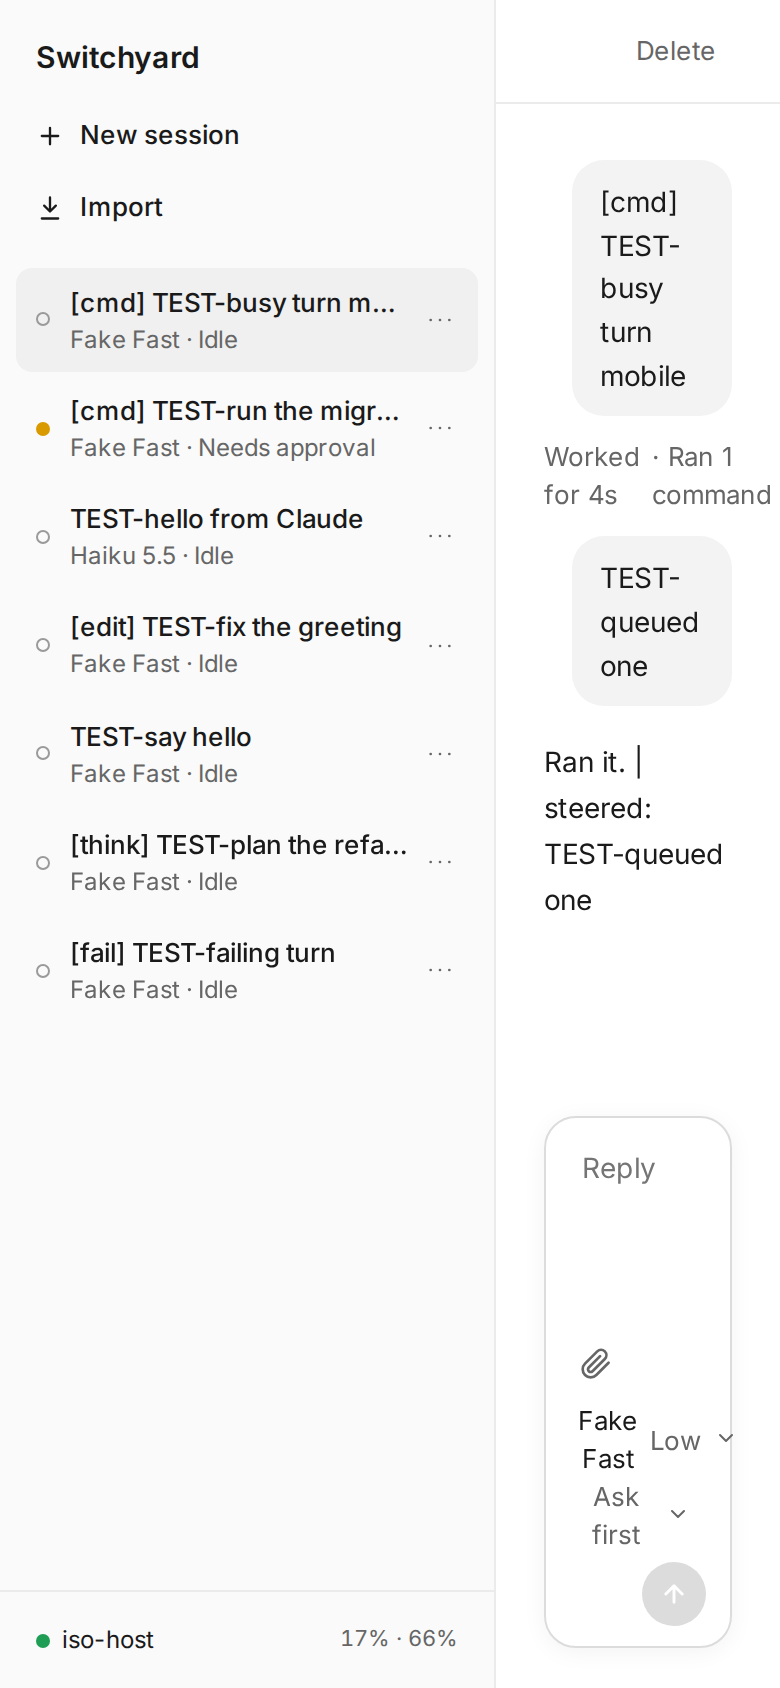 Switchyard
New session
Import
[cmd] TEST-busy turn m...
Fake Fast · Idle
[cmd] TEST-run the migr...
Fake Fast · Needs approval
TEST-hello from Claude
Haiku 5.5 · Idle
[edit] TEST-fix the greeting
Fake Fast · Idle
TEST-say hello
Fake Fast · Idle
[think] TEST-plan the refa...
Fake Fast · Idle
[fail] TEST-failing turn
Fake Fast · Idle
iso-host
17% · 66%
Delete
[cmd]
TEST-
busy
turn
mobile
Worked · Ran 1
for 4s command
TEST-
queued
one
Ran it. |
steered:
TEST-queued
one
Reply
Fake
Fast
Low
Ask
first